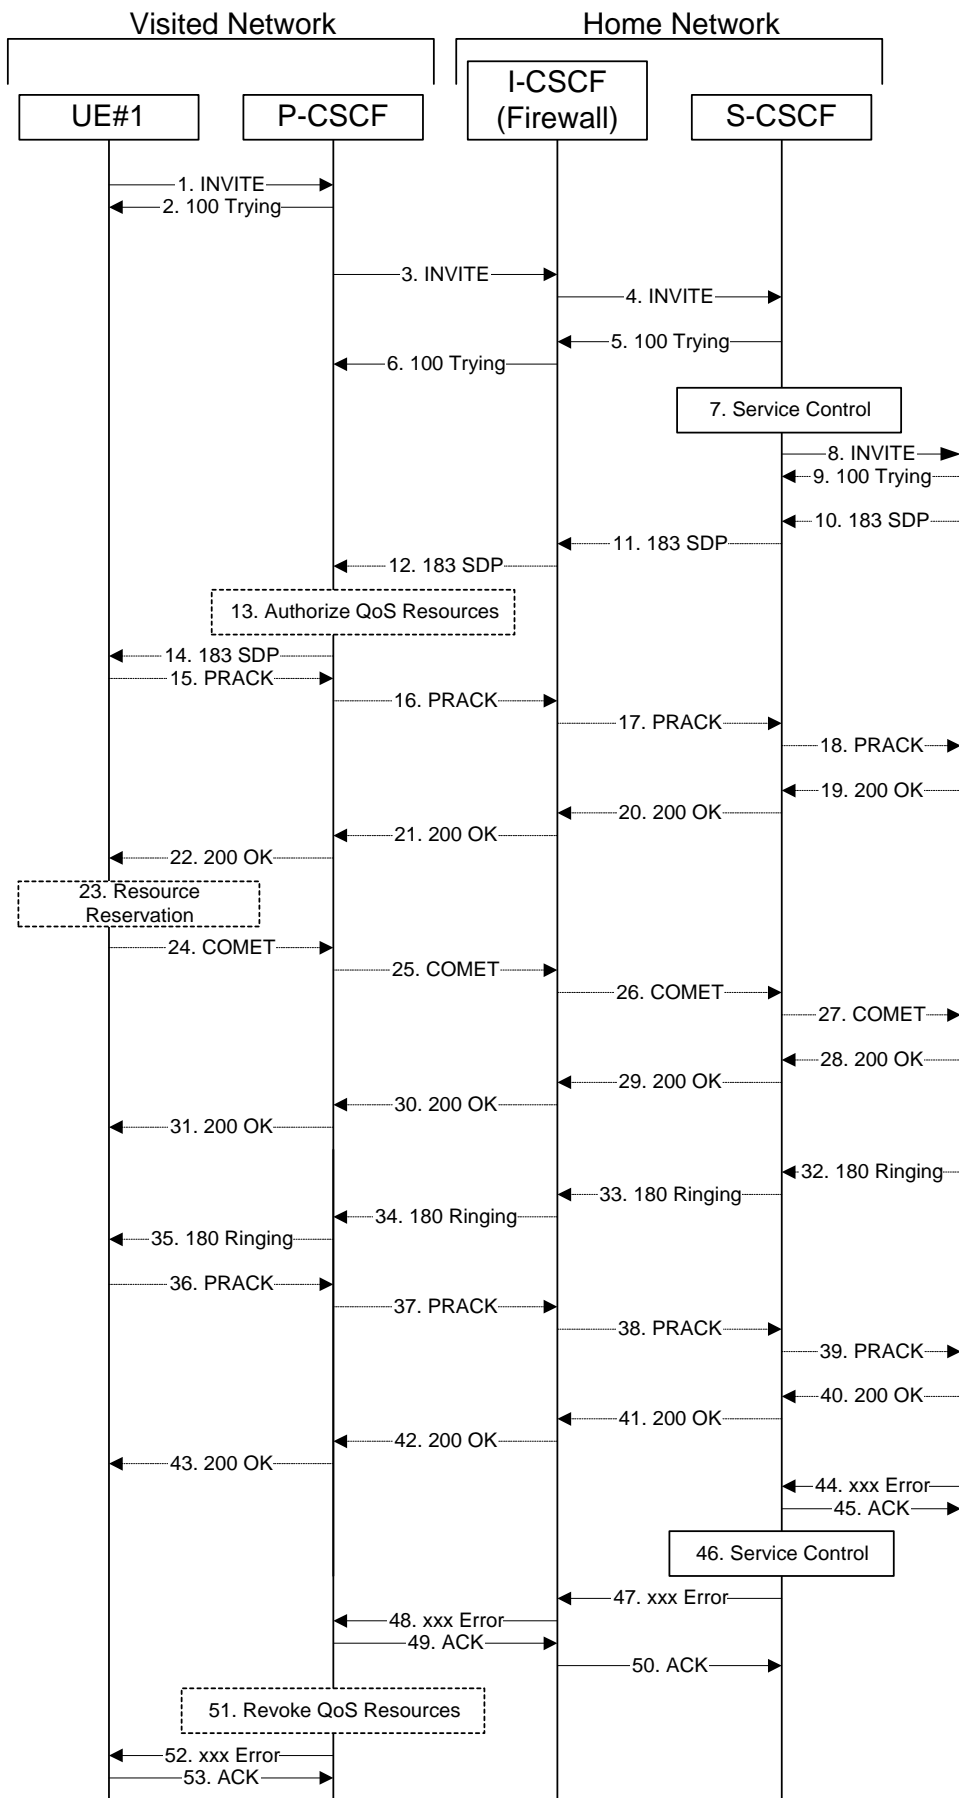 Visited Network
Home Network
UE#1
P-CSCF
I-CSCF
(Firewall)
S-CSCF
1. INVITE
2. 100 Trying
3. INVITE
4. INVITE
5. 100 Trying
6. 100 Trying
7. Service Control
8. INVITE
9. 100 Trying
10. 183 SDP
11. 183 SDP
12. 183 SDP
13. Authorize QoS Resources
14. 183 SDP
15. PRACK
16. PRACK
17. PRACK
18. PRACK
19. 200 OK
20. 200 OK
21. 200 OK
22. 200 OK
23. Resource
Reservation
24. COMET
25. COMET
26. COMET
27. COMET
28. 200 OK
29. 200 OK
30. 200 OK
31. 200 OK
32. 180 Ringing
33. 180 Ringing
34. 180 Ringing
35. 180 Ringing
36. PRACK
37. PRACK
38. PRACK
39. PRACK
40. 200 OK
41. 200 OK
42. 200 OK
43. 200 OK
44. xxx Error
45. ACK
46. Service Control
47. xxx Error
48. xxx Error
49. ACK
50. ACK
51. Revoke QoS Resources
52. xxx Error
53. ACK